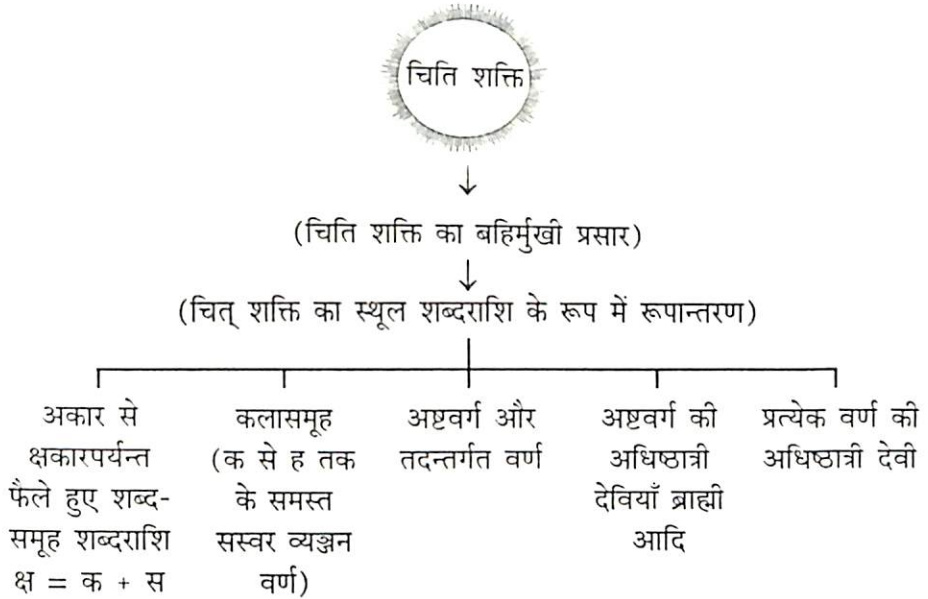 चिति शक्ति
(चिति शक्ति का बहिर्मुखी प्रसार)
(चित् शक्ति का स्थूल शब्दराशि के रूप में रूपान्तरण)
अकार से
क्षकारपर्यन्त
फैले हुए शब्द-
समूह शब्दराशि
क्ष = क + स
कलासमूह
(क से ह तक
के समस्त
सस्वर व्यञ्जन
वर्ण)
अष्टवर्ग और
तदन्तर्गत वर्ण
अष्टवर्ग की
अधिष्ठात्री
देवियाँ ब्राह्मी
आदि
प्रत्येक वर्ण की
अधिष्ठात्री देवी